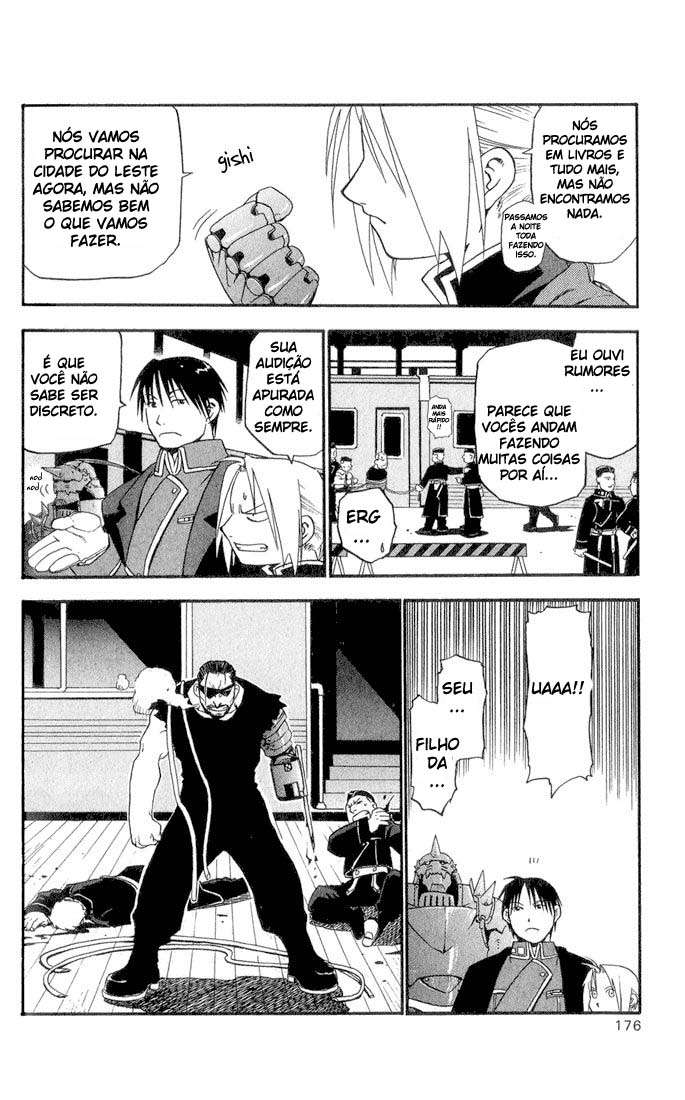 NÓS
PROCURAMOS
EM LIVROS E
TUDO MAIS,
MAS NÃO
ENCONTRAMOS
NADA.
PASSAMOS
A NOITE
TODA
FAZENDO
ISSO.
gishi
NÓS VAMOS
PROCURAR NA
CIDADE DO LESTE
AGORA, MAS NÃO
SABEMOS BEM
O QUE VAMOS
FAZER.
EU OUVI
RUMORES
...
PARECE QUE
VOCÊS ANDAM
FAZENDO
MUITAS COISAS
POR AÍ...
ANDA
MAIS
RÁPIDO
!!
ERG
...
SUA
AUDIÇÃO
ESTÁ
APURADA
COMO
SEMPRE.
É QUE
VOCÊ NÃO
SABE SER
DISCRETO.
nod
nod
UAAA!!
SEU
...
FILHO
DA
...
176